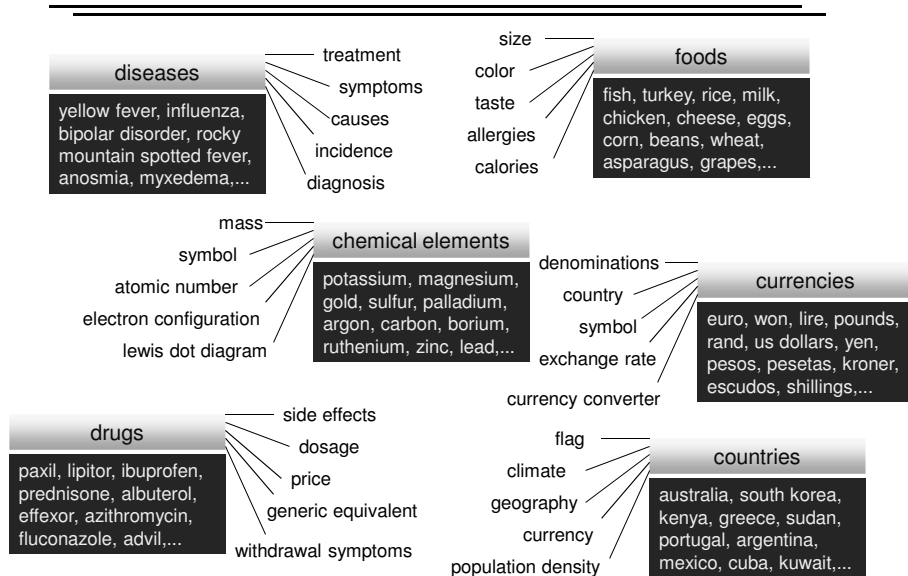 diseases
yellow fever, influenza,
bipolar disorder, rocky
mountain spotted fever,
anosmia, myxedema,...
treatment
symptoms
causes
incidence
diagnosis
size
color
taste
allergies
calories
foods
fish, turkey, rice, milk,
chicken, cheese, eggs,
corn, beans, wheat,
asparagus, grapes,...
mass
symbol
atomic number
electron configuration
lewis dot diagram
chemical elements
potassium, magnesium,
gold, sulfur, palladium,
argon, carbon, borium,
ruthenium, zinc, lead,...
denominations
country
symbol
exchange rate
currency converter
currencies
euro, won, lire, pounds,
rand, us dollars, yen,
pesos, pesetas, kroner,
escudos, shillings,...
drugs
paxil, lipitor, ibuprofen,
prednisone, albuterol,
effexor, azithromycin,
fluconazole, advil,...
side effects
dosage
price
generic equivalent
withdrawal symptoms
flag
climate
geography
currency
population density
countries
australia, south korea,
kenya, greece, sudan,
portugal, argentina,
mexico, cuba, kuwait,...